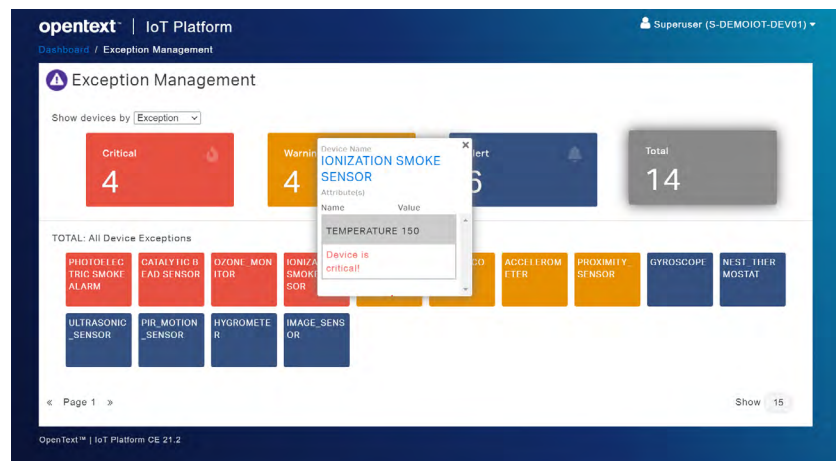 opentext™ | IoT Platform
Superuser (S-DEMOIOT-DEV01)
Dashboard / Exception Management
Exception Management
Show devices by Exception
Critical
4
Warnin
4
lert
6
Total
14
Device Name
×
IONIZATION SMOKE
SENSOR
Attribute(s)
Name Value
TEMPERATURE 150
Device is
critical!
TOTAL: All Device Exceptions
PHOTOELEC
TRIC SMOKE
ALARM
CATALYTIC B
EAD SENSOR
OZONE_MON
ITOR
IONIZA
SMOKE
SOR
CO
ACCELEROM
ETER
PROXIMITY_
SENSOR
GYROSCOPE
NEST_THER
MOSTAT
ULTRASONIC
_SENSOR
PIR_MOTION
_SENSOR
HYGROMETE
R
IMAGE_SENS
OR
« Page 1 »
Show 15
OpenText™ | IoT Platform CE 21.2